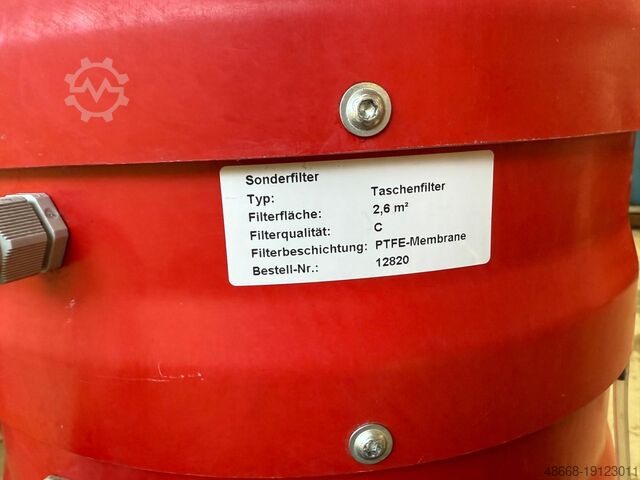 Sonderfilter
Typ: Taschenfilter
Filterfläche: 2,6 m²
Filterqualität: C
Filterbeschichtung: PTFE-Membrane
Bestell-Nr.: 12820
48668-19123011